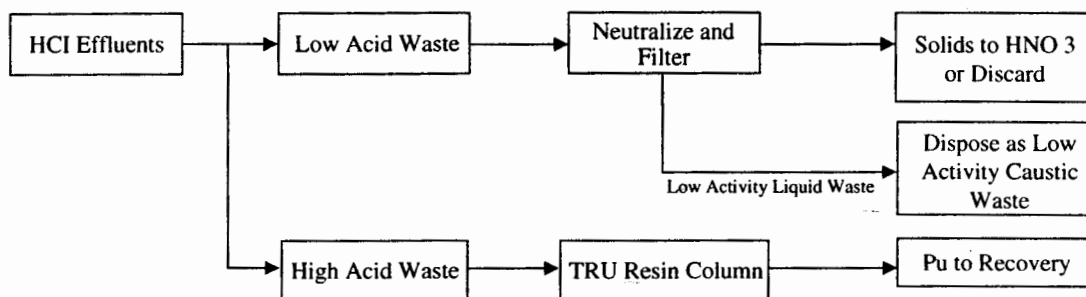 HCl Effluents
Low Acid Waste
Neutralize and
Filter
Solids to HNO 3
or Discard
Dispose as Low
Activity Caustic
Waste
Low Activity Liquid Waste
High Acid Waste
TRU Resin Column
Pu to Recovery